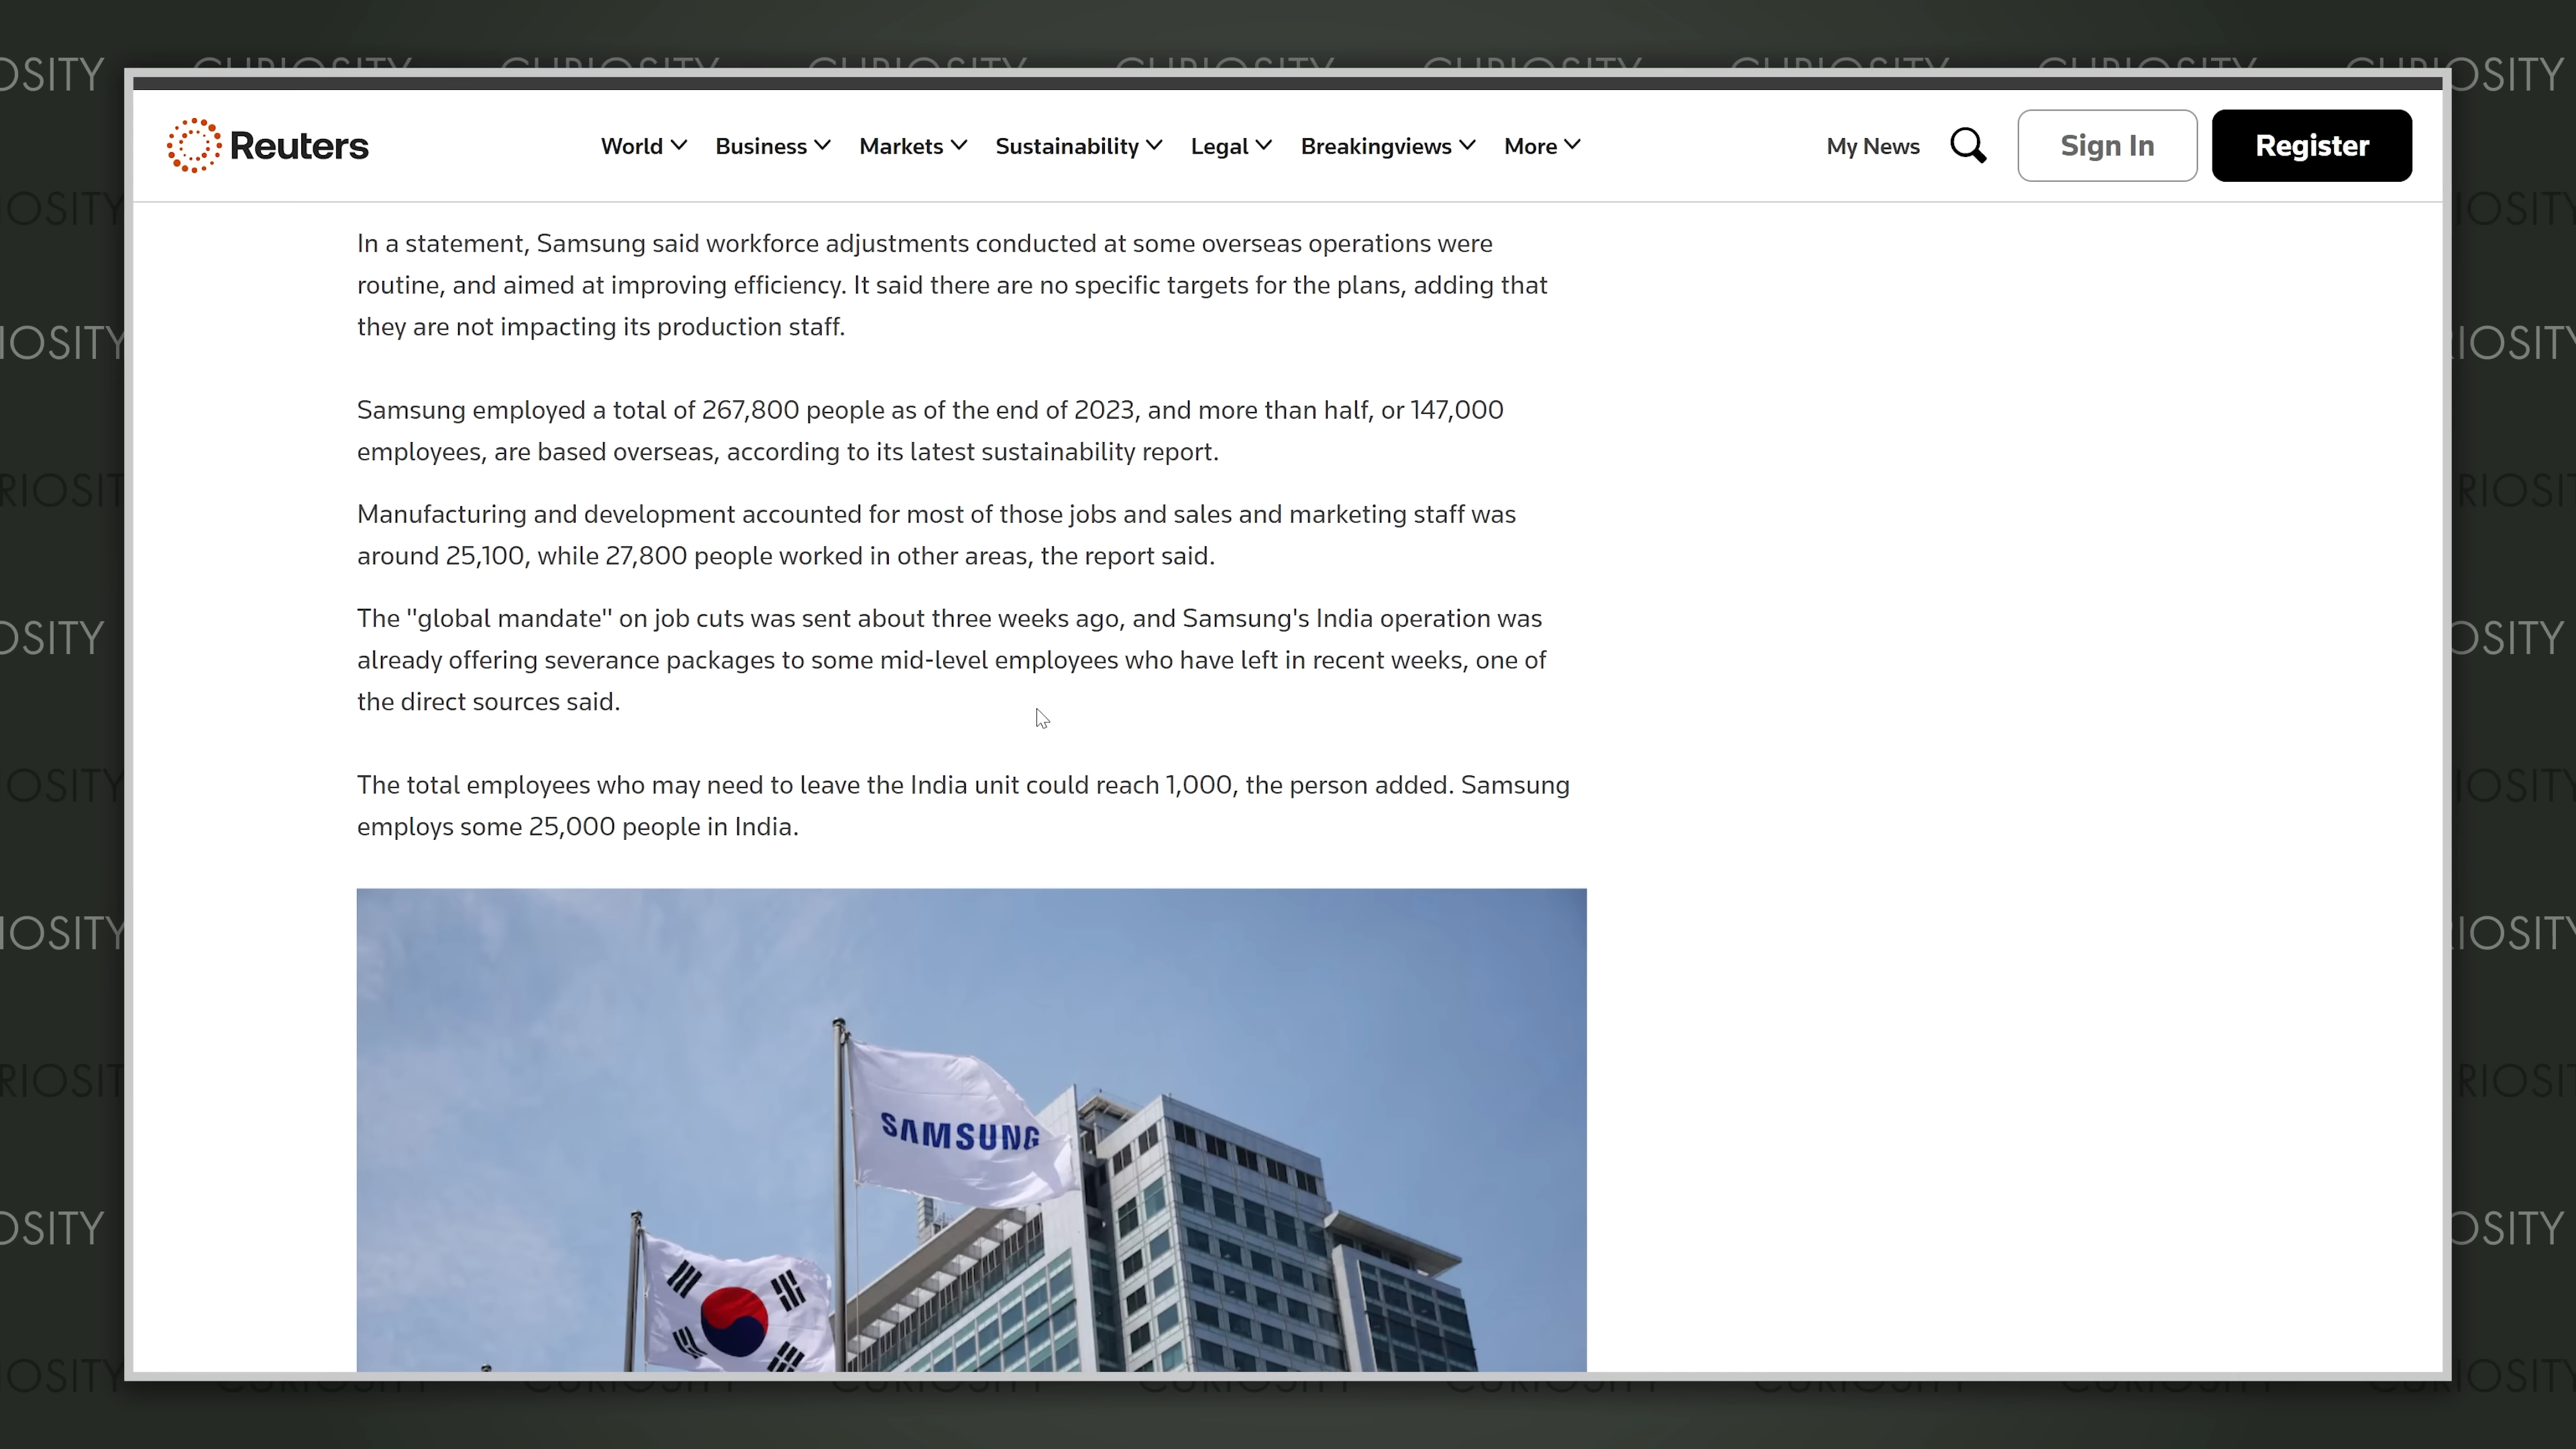 CURIOSITY CURIOSITY CURIOSITY CURIOSITY CURIOSITY CURIOSITY CURIOSITY
Reuters
World Business Markets Sustainability Legal Breakingviews More
My News Sign In Register
In a statement, Samsung said workforce adjustments conducted at some overseas operations were
routine, and aimed at improving efficiency. It said there are no specific targets for the plans, adding that
they are not impacting its production staff.
Samsung employed a total of 267,800 people as of the end of 2023, and more than half, or 147,000
employees, are based overseas, according to its latest sustainability report.
Manufacturing and development accounted for most of those jobs and sales and marketing staff was
around 25,100, while 27,800 people worked in other areas, the report said.
The "global mandate" on job cuts was sent about three weeks ago, and Samsung's India operation was
already offering severance packages to some mid-level employees who have left in recent weeks, one of
the direct sources said.
The total employees who may need to leave the India unit could reach 1,000, the person added. Samsung
employs some 25,000 people in India.
SAMSUNG